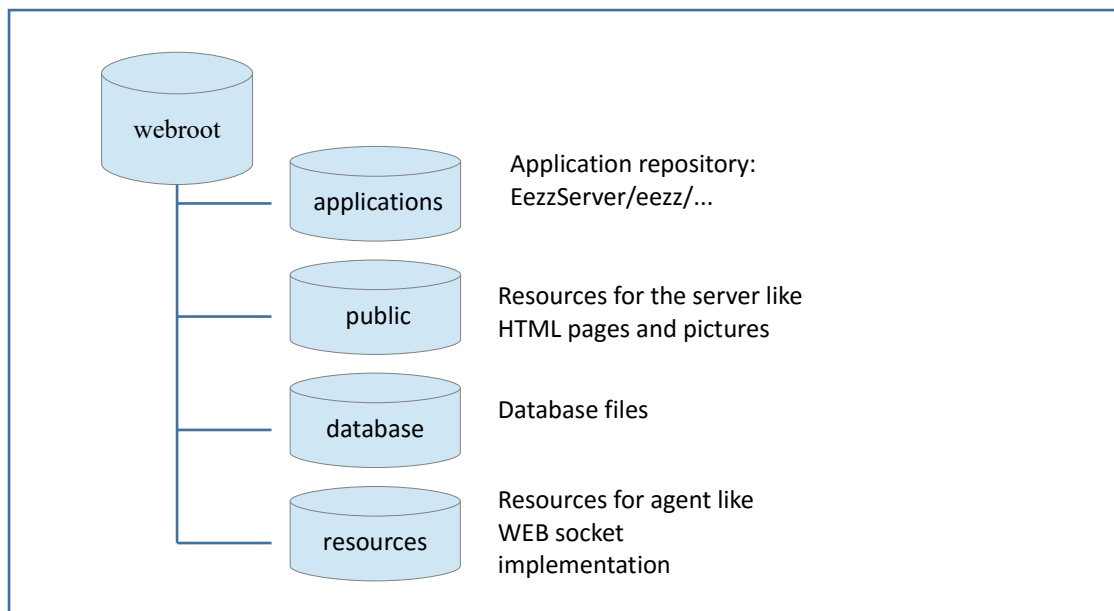 webroot
applications
Application repository:
EezzServer/eezz/...
public
Resources for the server like
HTML pages and pictures
database
Database files
resources
Resources for agent like
WEB socket
implementation